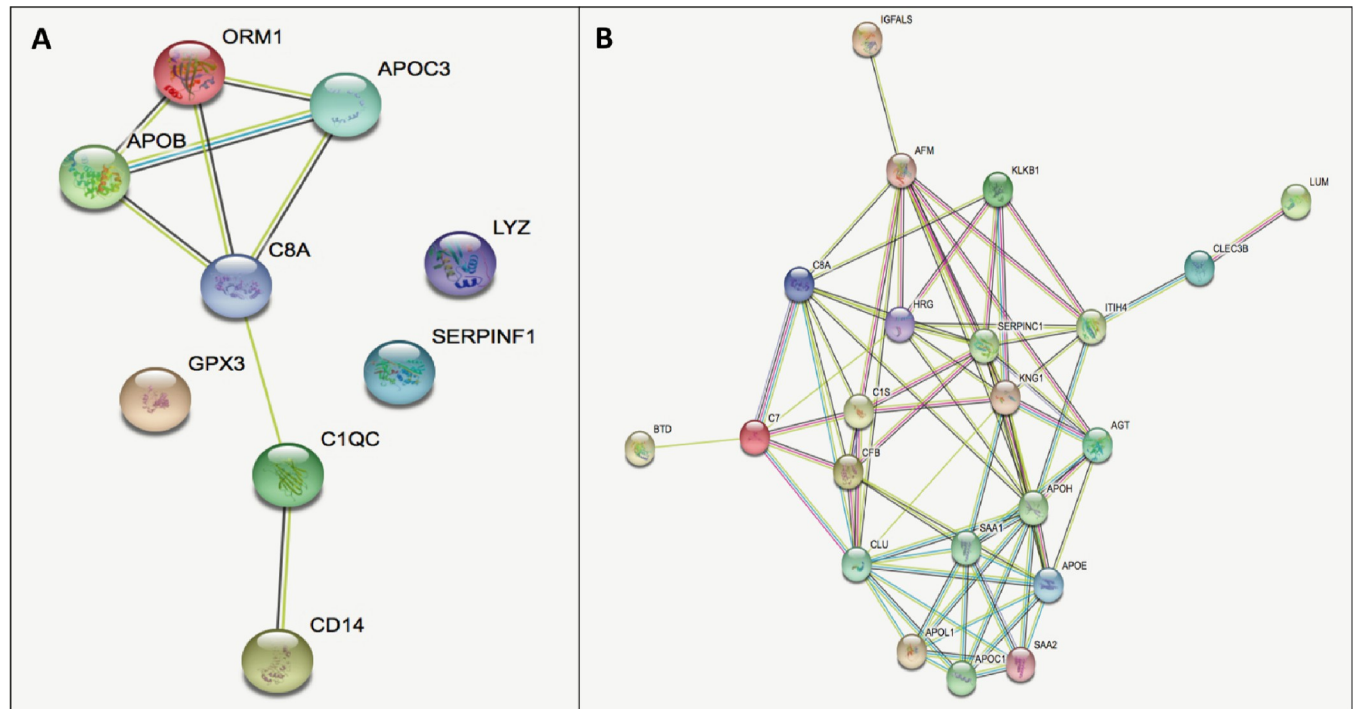 A
ORM1
APOC3
APOB
C8A
LYZ
SERPINF1
GPX3
C1QC
CD14
B
IGFALS
AFM
KLKB1
LUM
CLEC3B
C8A
HRG
ITIH4
SERPINC1
KNG1
C1S
C7
BTD
AGT
CFB
APOH
SAA1
CLU
APOE
APOL1
SAA2
APOC1